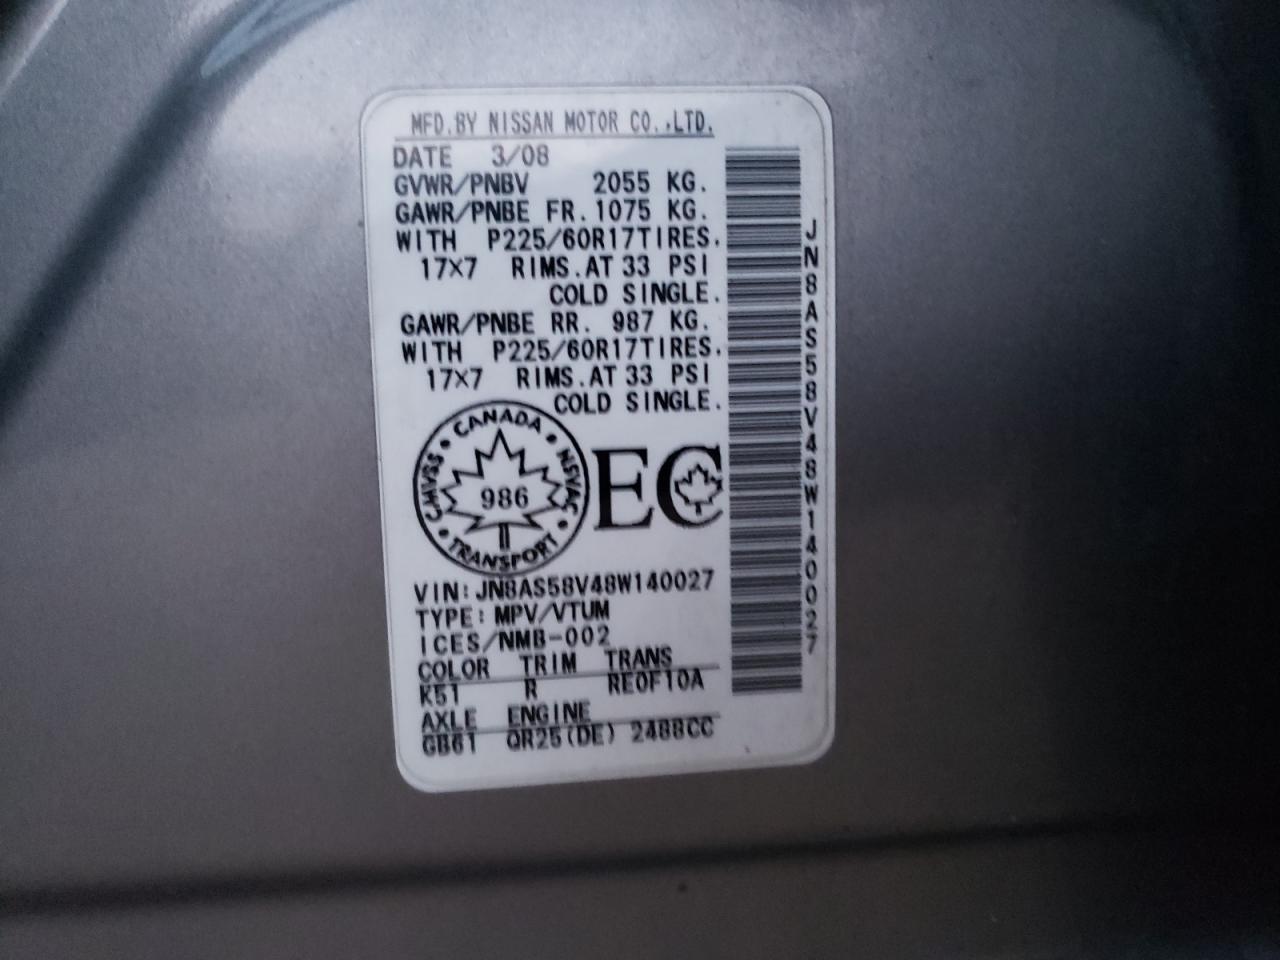 MFD.BY NISSAN MOTOR CO.,LTD.
DATE 3/08
GVWR/PNBV 2055 KG.
GAWR/PNBE FR. 1075 KG.
WITH P225/60R17TIRES.
17×7 RIMS.AT 33 PSI
COLD SINGLE.
GAWR/PNBE RR. 987 KG.
WITH P225/60R17TIRES.
17×7 RIMS.AT 33 PSI
COLD SINGLE.
CANADA
CMVSS 986 NSVAC
TRANSPORT
EC
VIN:JN8AS58V48W140027
TYPE:MPV/VTUM
ICES/NMB-002
COLOR TRIM TRANS
K51 R RE0F10A
AXLE ENGINE
GB61 QR25(DE) 2488CC
JN8AS58V48W140027